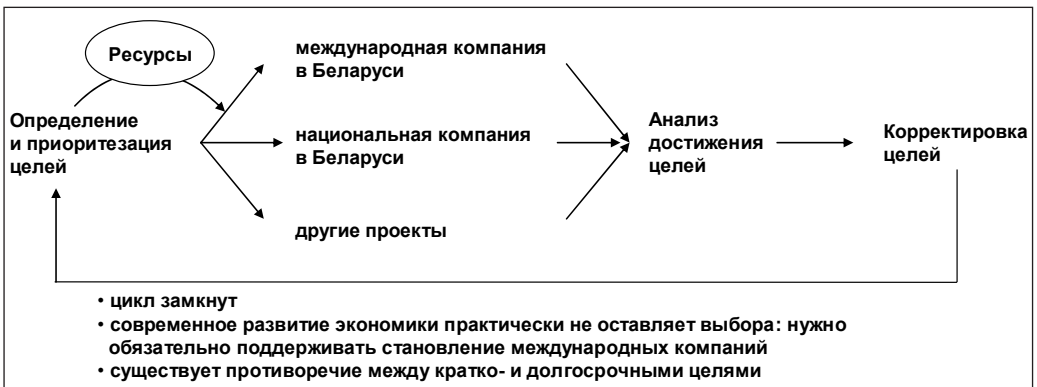 Ресурсы
международная компания
в Беларуси
Определение
и приоритезация
целей
национальная компания
в Беларуси
другие проекты
Анализ
достижения
целей
Корректировка
целей
• цикл замкнут
• современное развитие экономики практически не оставляет выбора: нужно
обязательно поддерживать становление международных компаний
• существует противоречие между кратко- и долгосрочными целями